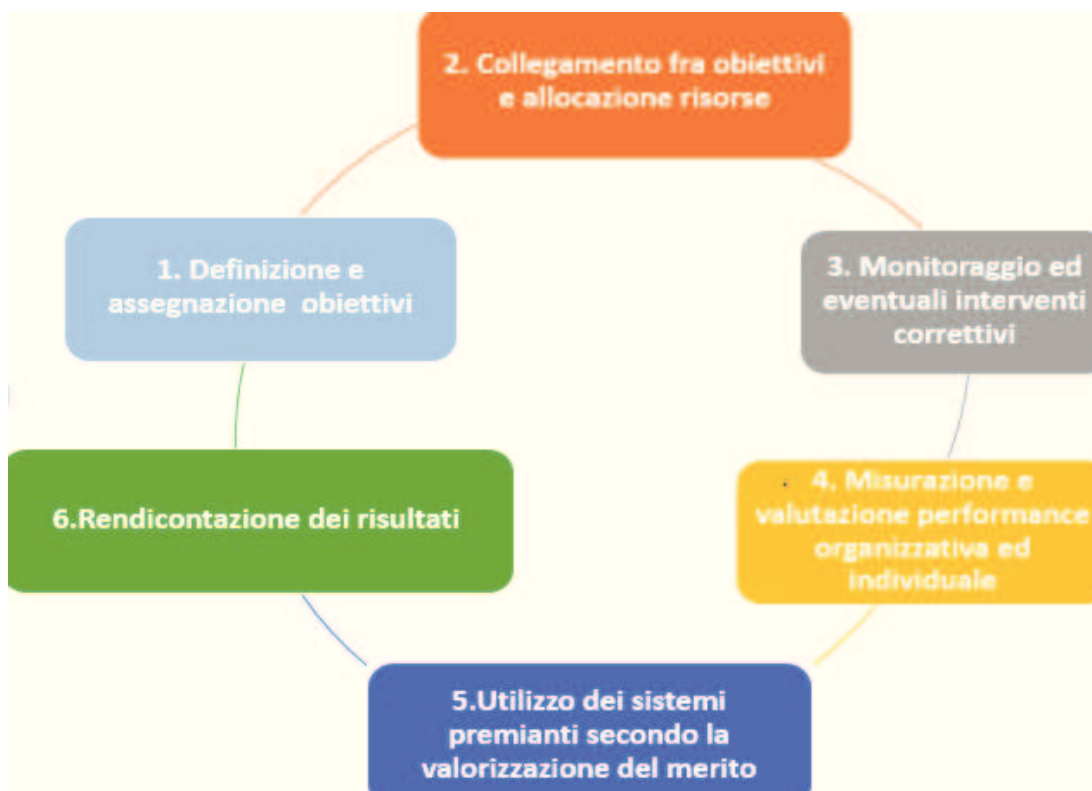 2. Collegamento fra obiettivi
e allocazione risorse
1. Definizione e
assegnazione obiettivi
3. Monitoraggio ed
eventuali interventi
correttivi
6.Rendicontazione dei risultati
4. Misurazione e
valutazione performance
organizzativa ed
individuale
5.Utilizzo dei sistemi
premianti secondo la
valorizzazione del merito